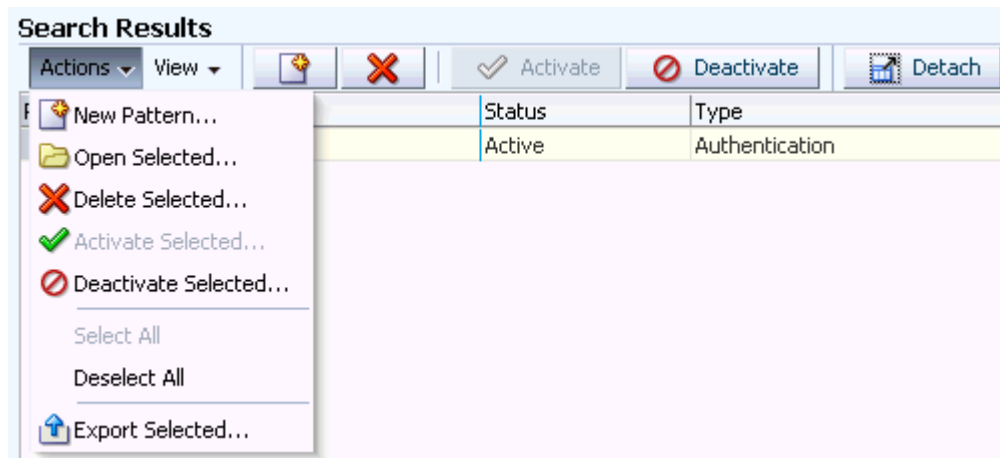 Search Results
Actions View Activate Deactivate Detach
Status Type
New Pattern...
Active Authentication
Open Selected...
Delete Selected...
Activate Selected...
Deactivate Selected...
Select All
Deselect All
Export Selected...